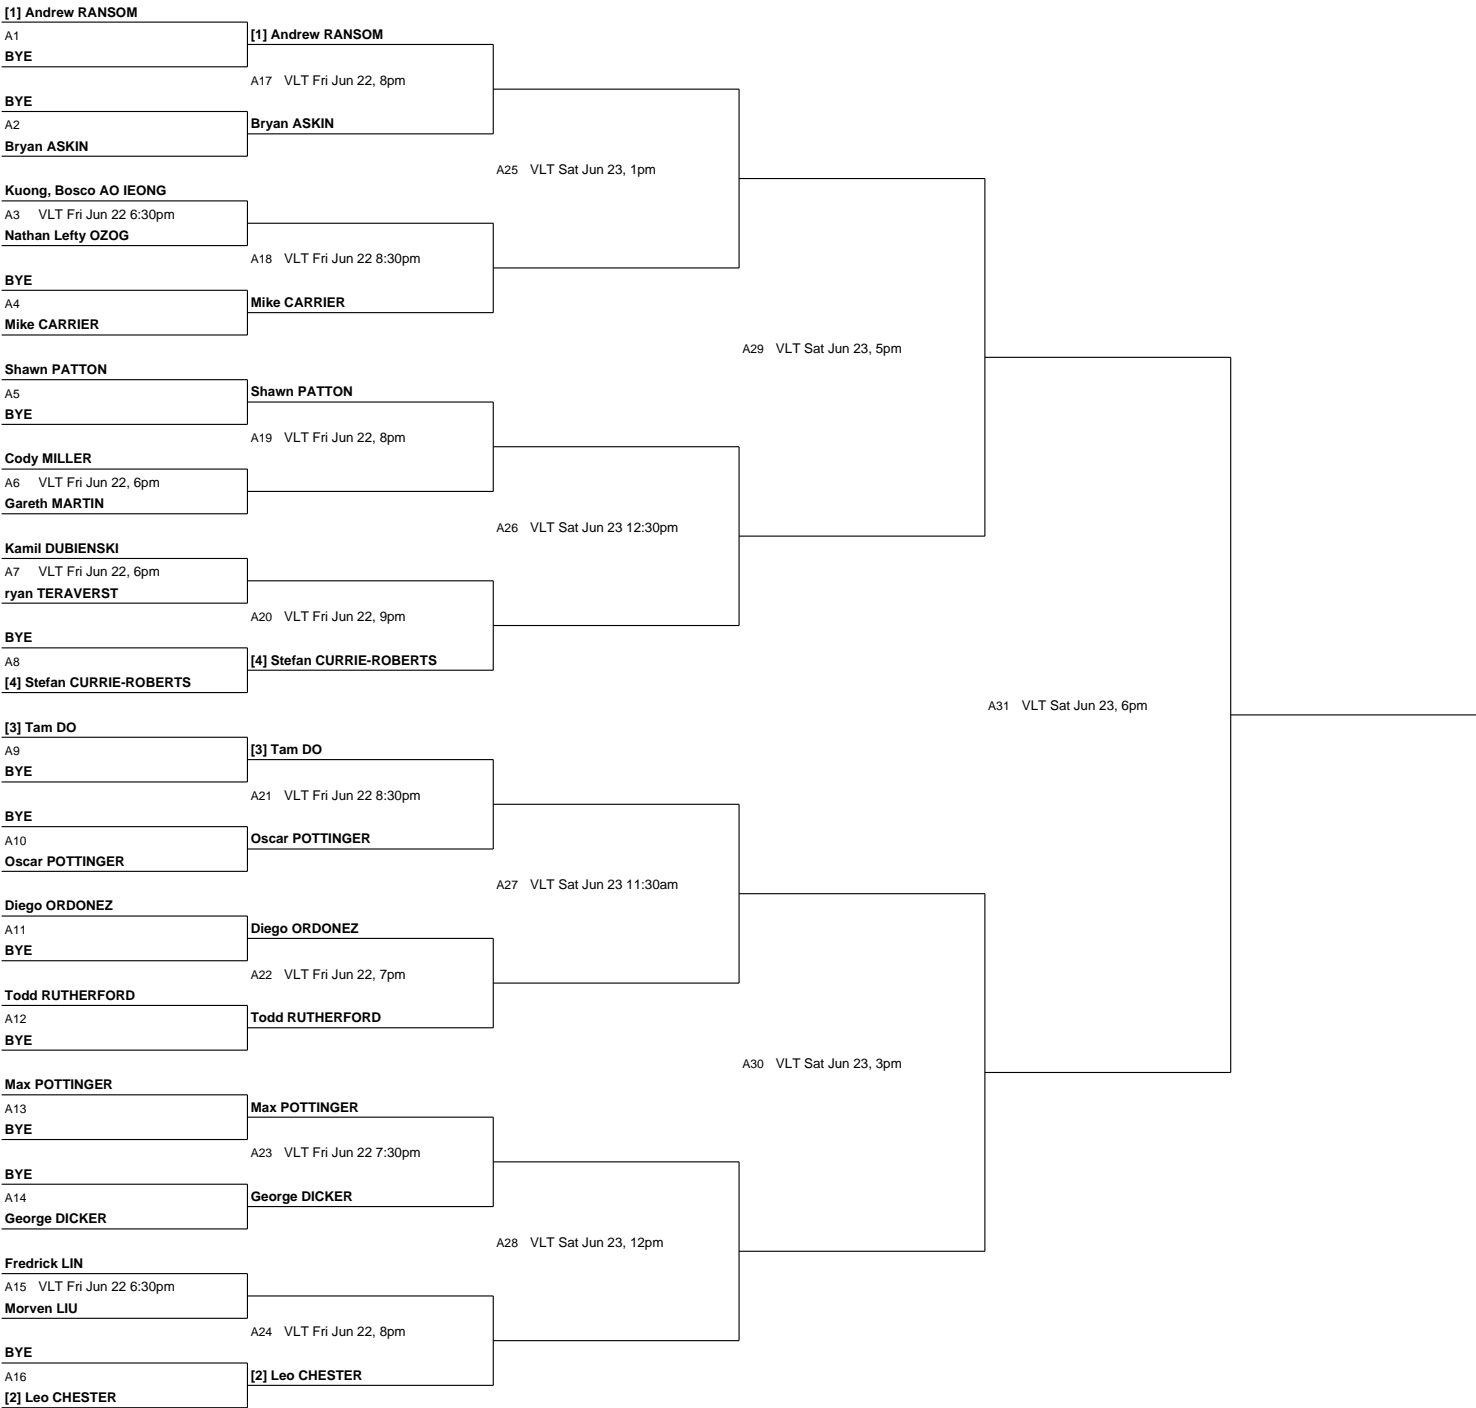 [1] Andrew RANSOM
A1
BYE
BYE
A2
Bryan ASKIN
Kuong, Bosco AO IEONG
A3 VLT Fri Jun 22 6:30pm
Nathan Lefty OZOG
BYE
A4
Mike CARRIER
Shawn PATTON
A5
BYE
Cody MILLER
A6 VLT Fri Jun 22, 6pm
Gareth MARTIN
Kamil DUBIENSKI
A7 VLT Fri Jun 22, 6pm
ryan TERAVERST
BYE
A8
[4] Stefan CURRIE-ROBERTS
[3] Tam DO
A9
BYE
BYE
A10
Oscar POTTINGER
Diego ORDONEZ
A11
BYE
Todd RUTHERFORD
A12
BYE
Max POTTINGER
A13
BYE
BYE
A14
George DICKER
Fredrick LIN
A15 VLT Fri Jun 22 6:30pm
Morven LIU
BYE
A16
[2] Leo CHESTER
[1] Andrew RANSOM
A17 VLT Fri Jun 22, 8pm
Bryan ASKIN
A18 VLT Fri Jun 22 8:30pm
Mike CARRIER
Shawn PATTON
A19 VLT Fri Jun 22, 8pm
A20 VLT Fri Jun 22, 9pm
[4] Stefan CURRIE-ROBERTS
[3] Tam DO
A21 VLT Fri Jun 22 8:30pm
Oscar POTTINGER
Diego ORDONEZ
A22 VLT Fri Jun 22, 7pm
Todd RUTHERFORD
Max POTTINGER
A23 VLT Fri Jun 22 7:30pm
George DICKER
A24 VLT Fri Jun 22, 8pm
[2] Leo CHESTER
A25 VLT Sat Jun 23, 1pm
A26 VLT Sat Jun 23 12:30pm
A27 VLT Sat Jun 23 11:30am
A28 VLT Sat Jun 23, 12pm
A29 VLT Sat Jun 23, 5pm
A30 VLT Sat Jun 23, 3pm
A31 VLT Sat Jun 23, 6pm